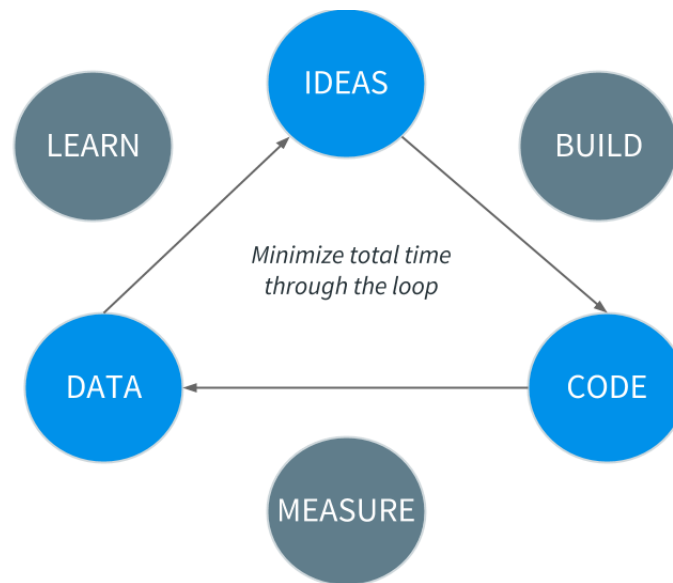 IDEAS
LEARN
BUILD
Minimize total time
through the loop
DATA
CODE
MEASURE